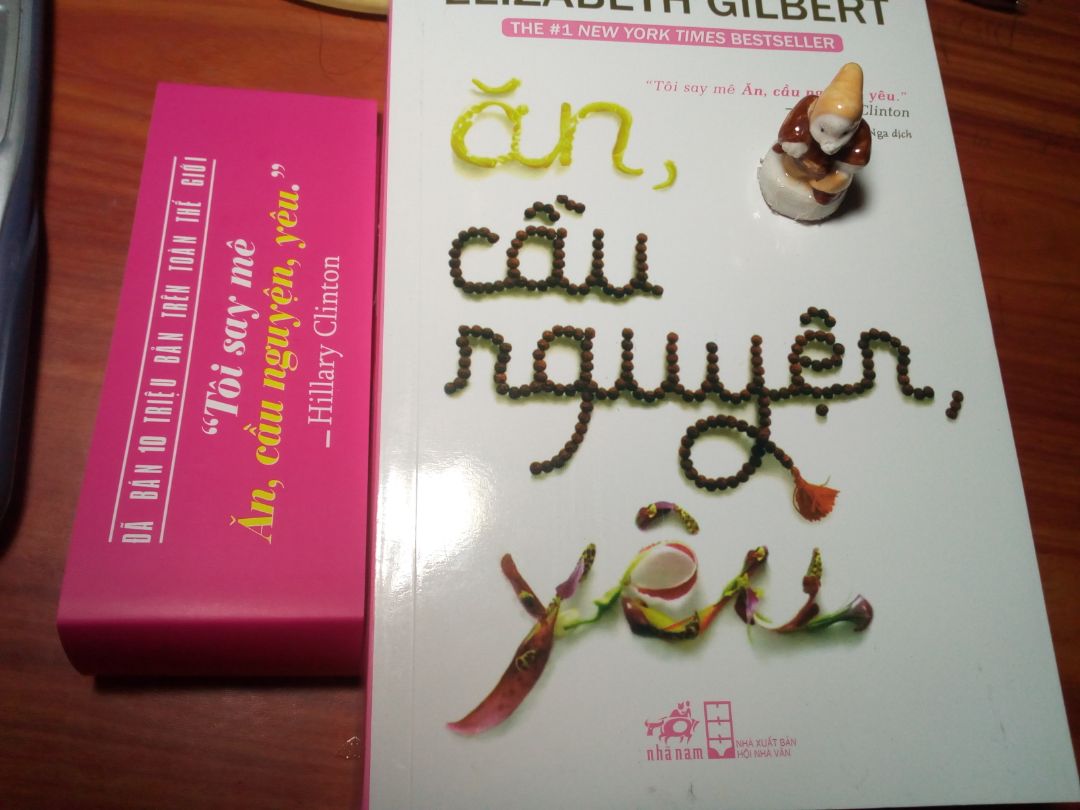 ĐÃ BÁN 10 TRIỆU BẢN TRÊN TOÀN THẾ GIỚI
“Tôi say mê
Ăn, cầu nguyện, yêu.”
—Hillary Clinton
ELIZABETH GILBERT
THE #1 NEW YORK TIMES BESTSELLER
“Tôi say mê Ăn, cầu yêu.”
Clinton
Nga dịch
ăn,
cầu
nguyện,
yêu
nhã nam
NHÀ XUẤT BẢN
HỘI NHÀ VĂN